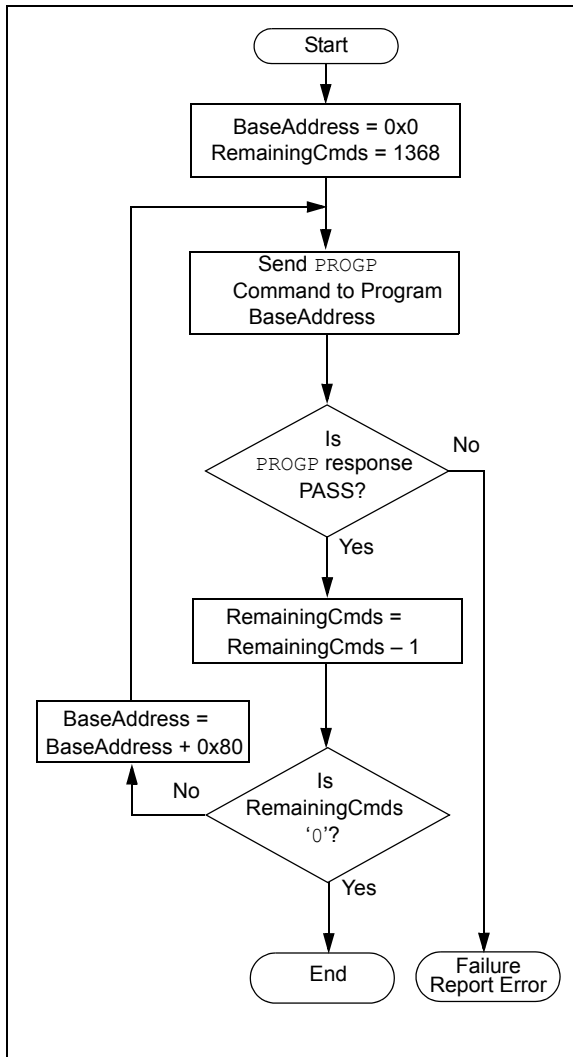 Start
BaseAddress = 0x0
RemainingCmds = 1368
Send PROGP
Command to Program
BaseAddress
Is
PROGP response
PASS?
No
Yes
RemainingCmds =
RemainingCmds – 1
BaseAddress =
BaseAddress + 0x80
No
Is
RemainingCmds
‘0’?
Yes
End
Failure
Report Error